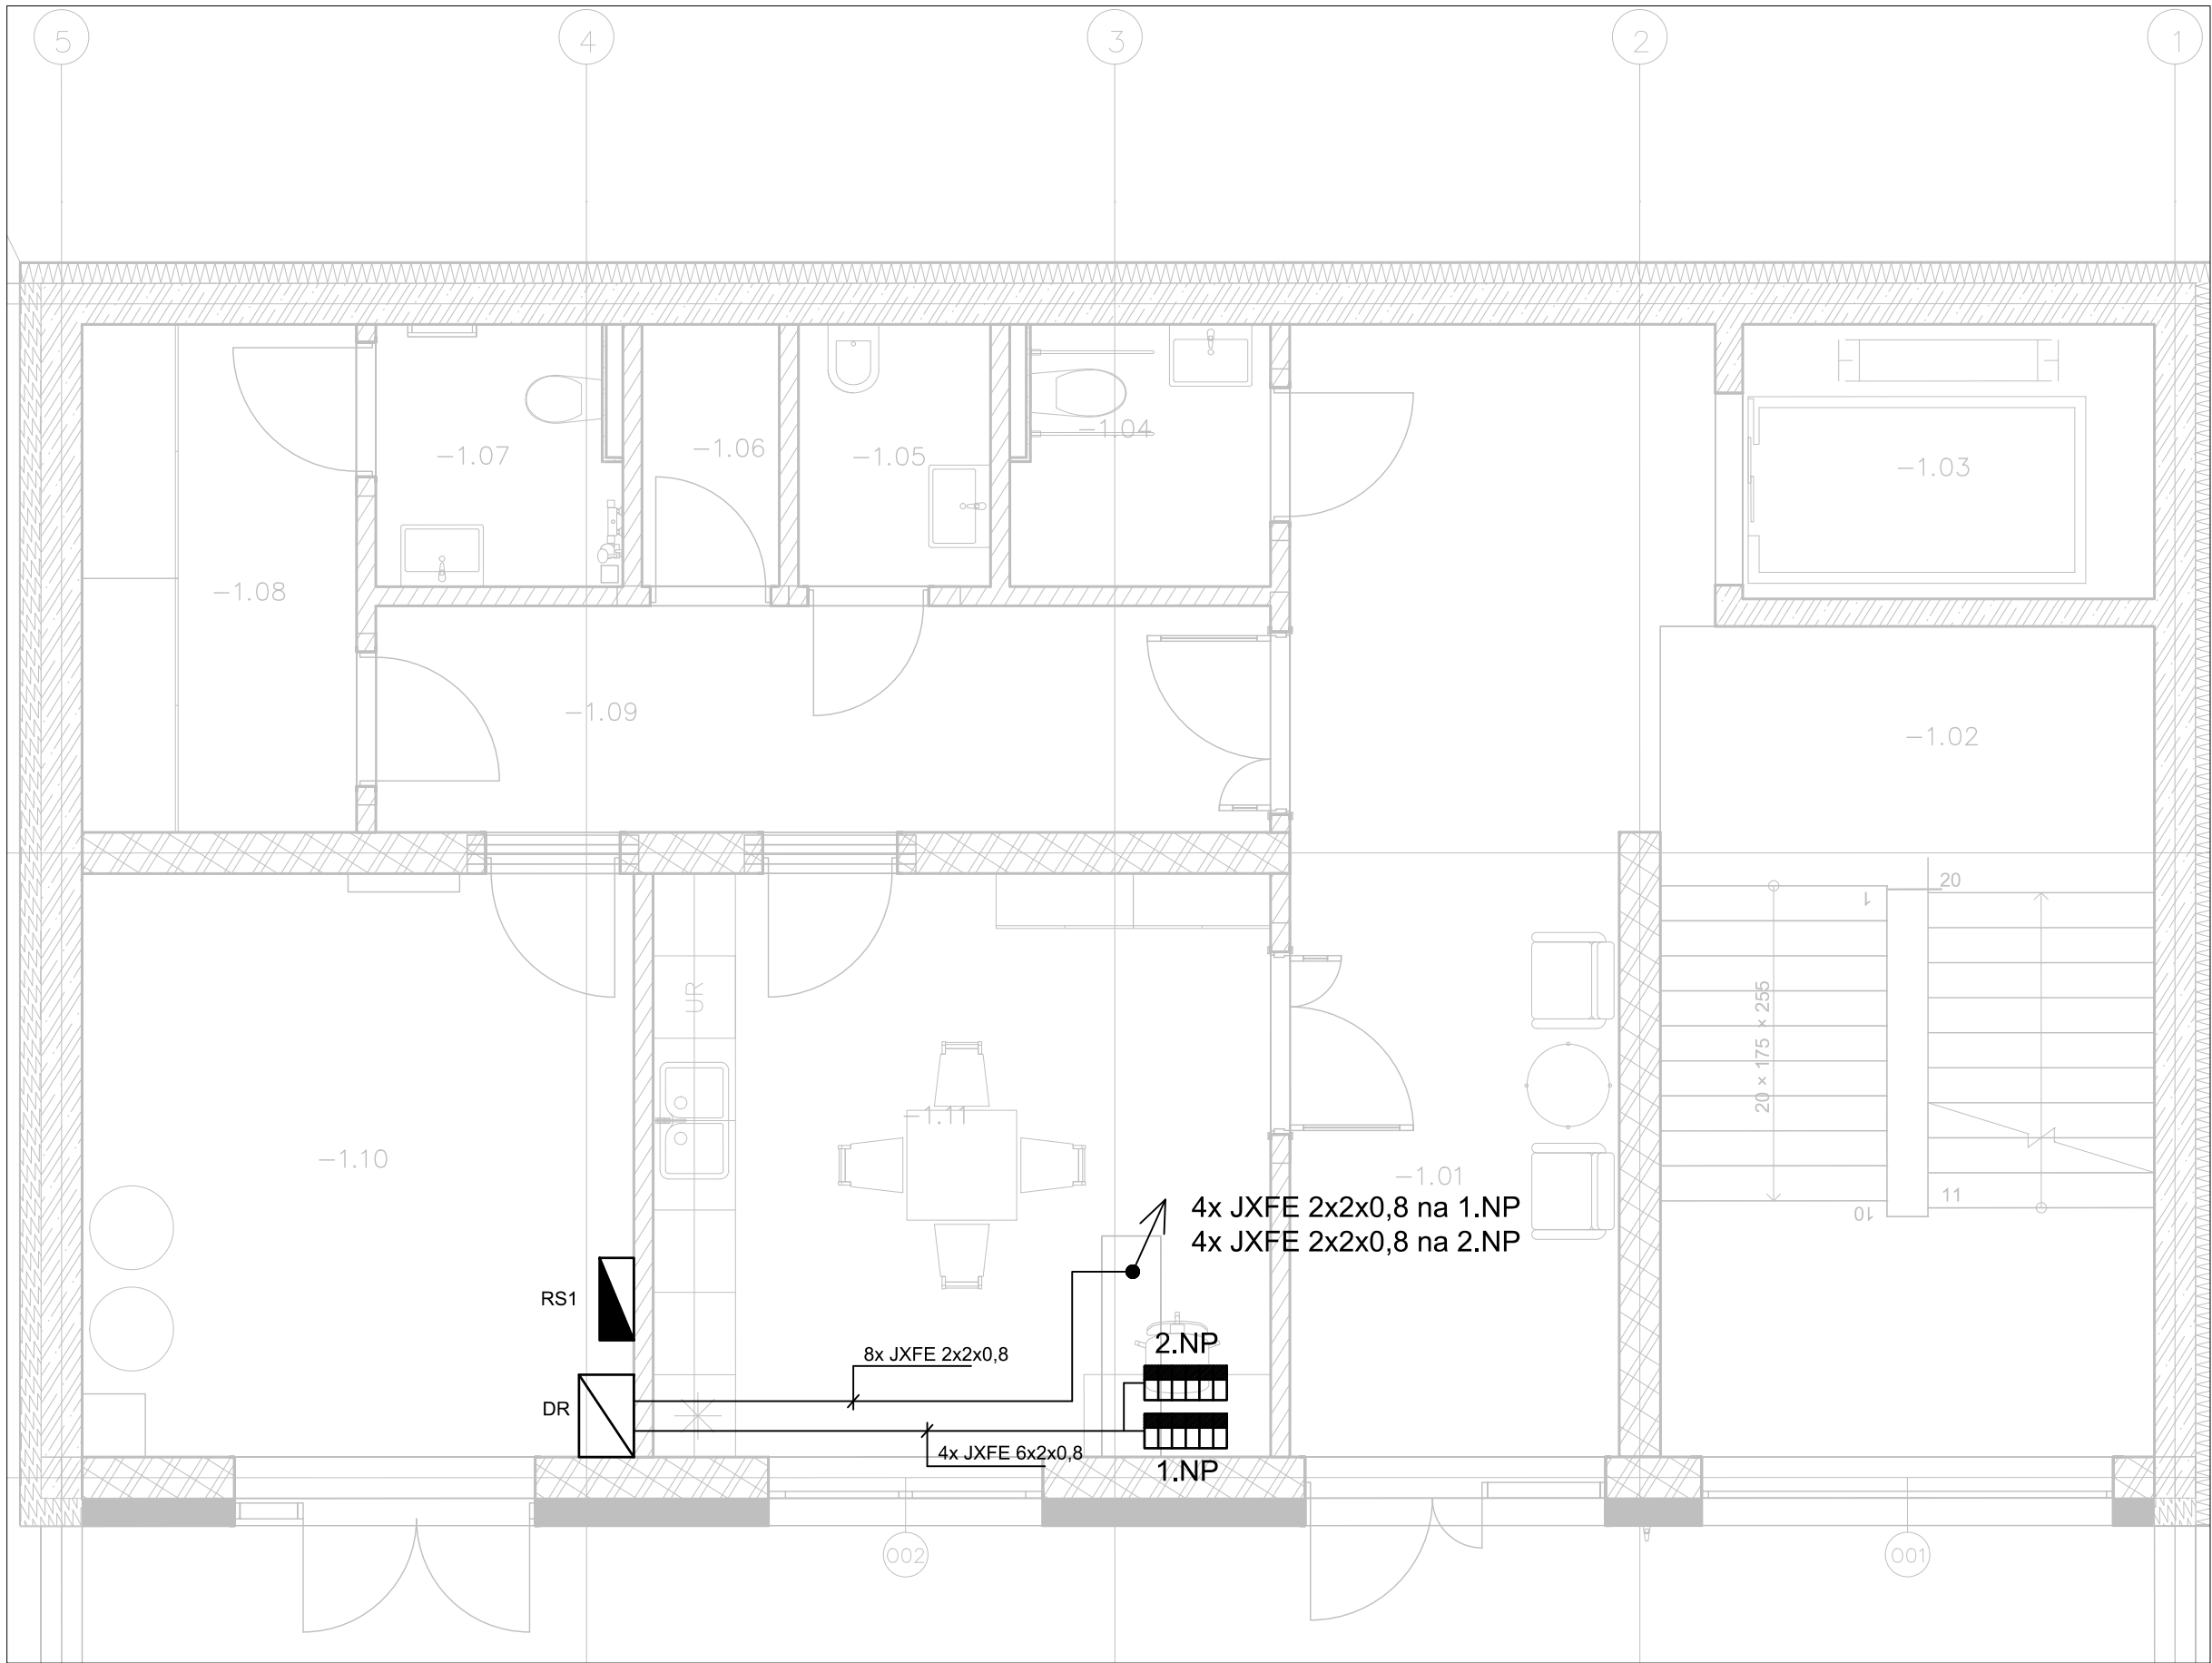 5
4
3
2
1
-1.04
-1.07
-1.06
-1.05
-1.03
-1.08
-1.09
-1.02
20
1
UR
20 × 175 × 255
-1.11
-1.10
-1.01
4x JXFE 2x2x0,8 na 1.NP
4x JXFE 2x2x0,8 na 2.NP
11
10
RS1
2.NP
8x JXFE 2x2x0,8
DR
4x JXFE 6x2x0,8
1.NP
002
001